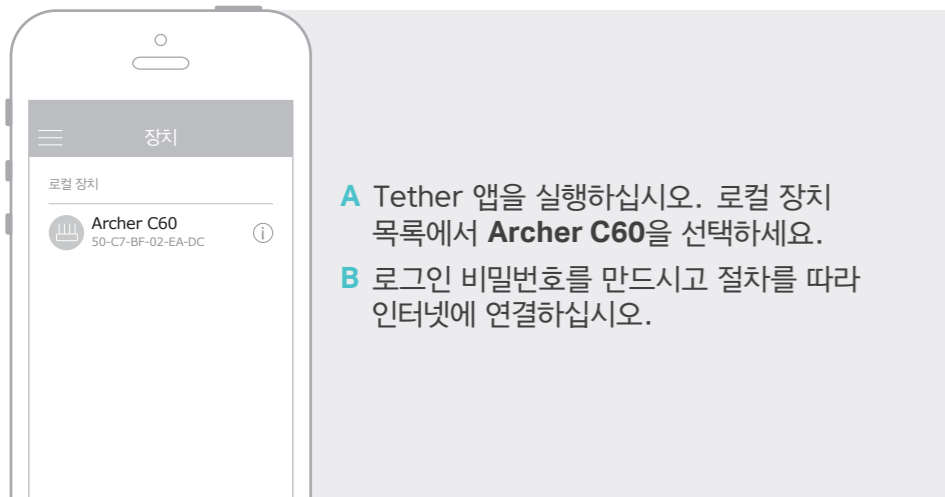 장치
로컬 장치
Archer C60
50-C7-BF-02-EA-DC
A Tether 앱을 실행하십시오. 로컬 장치
목록에서 Archer C60을 선택하세요.
B 로그인 비밀번호를 만드시고 절차를 따라
인터넷에 연결하십시오.